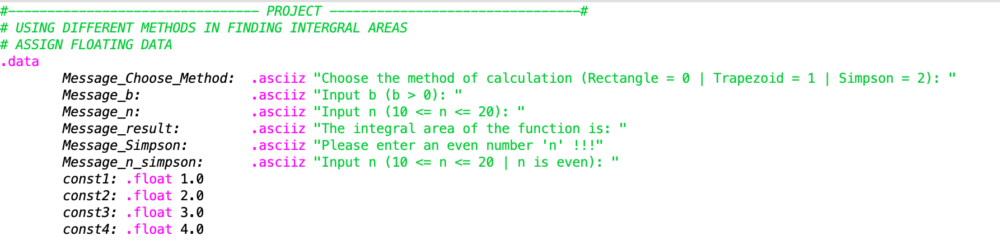 #-------------------------------- PROJECT --------------------------------#
# USING DIFFERENT METHODS IN FINDING INTERGRAL AREAS
# ASSIGN FLOATING DATA
.data
Message_Choose_Method: .asciiz "Choose the method of calculation (Rectangle = 0 | Trapezoid = 1 | Simpson = 2): "
Message_b: .asciiz "Input b (b > 0): "
Message_n: .asciiz "Input n (10 <= n <= 20): "
Message_result: .asciiz "The integral area of the function is: "
Message_Simpson: .asciiz "Please enter an even number 'n' !!!"
Message_n_simpson: .asciiz "Input n (10 <= n <= 20 | n is even): "
const1: .float 1.0
const2: .float 2.0
const3: .float 3.0
const4: .float 4.0